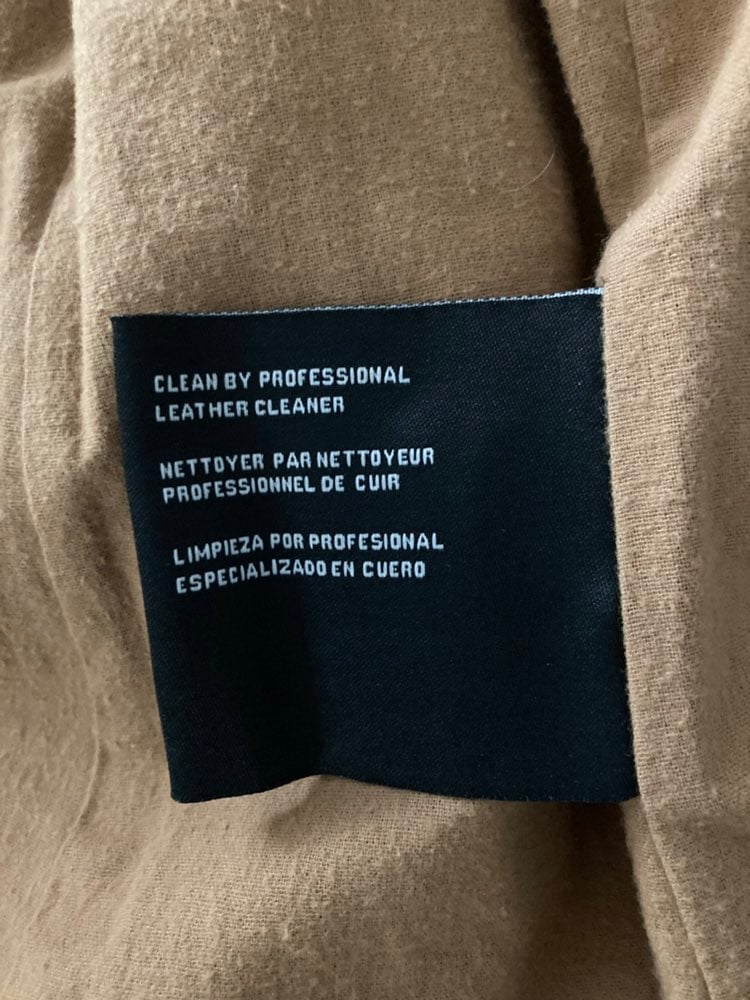 CLEAN BY PROFESSIONAL
LEATHER CLEANER
NETTOYER PAR NETTOYEUR
PROFESSIONNEL DE CUIR
LIMPIEZA POR PROFESIONAL
ESPECIALIZADO EN CUERO